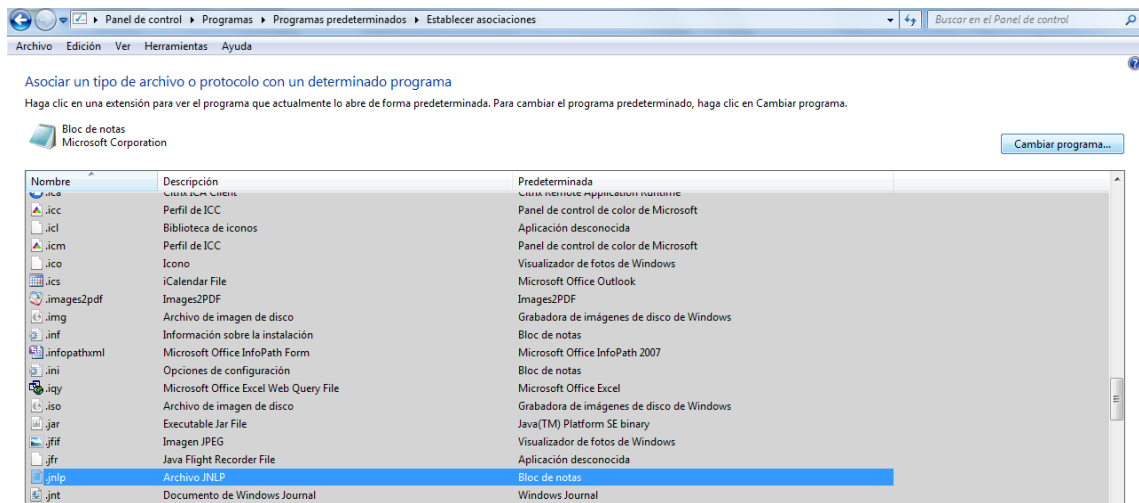 Panel de control ▸ Programas ▸ Programas predeterminados ▸ Establecer asociaciones
Buscar en el Panel de control
Archivo Edición Ver Herramientas Ayuda
Asociar un tipo de archivo o protocolo con un determinado programa
Haga clic en una extensión para ver el programa que actualmente lo abre de forma predeterminada. Para cambiar el programa predeterminado, haga clic en Cambiar programa.
Bloc de notas
Microsoft Corporation
Cambiar programa...
Nombre Descripción Predeterminada
.ica Citrix ICA Client Citrix Remote Application Runtime
.icc Perfil de ICC Panel de control de color de Microsoft
.icl Biblioteca de iconos Aplicación desconocida
.icm Perfil de ICC Panel de control de color de Microsoft
.ico Icono Visualizador de fotos de Windows
.ics iCalendar File Microsoft Office Outlook
.images2pdf Images2PDF Images2PDF
.img Archivo de imagen de disco Grabadora de imágenes de disco de Windows
.inf Información sobre la instalación Bloc de notas
.infopathxml Microsoft Office InfoPath Form Microsoft Office InfoPath 2007
.ini Opciones de configuración Bloc de notas
.iqy Microsoft Office Excel Web Query File Microsoft Office Excel
.iso Archivo de imagen de disco Grabadora de imágenes de disco de Windows
.jar Executable Jar File Java(TM) Platform SE binary
.jfif Imagen JPEG Visualizador de fotos de Windows
.jfr Java Flight Recorder File Aplicación desconocida
.jnlp Archivo JNLP Bloc de notas
.jnt Documento de Windows Journal Windows Journal